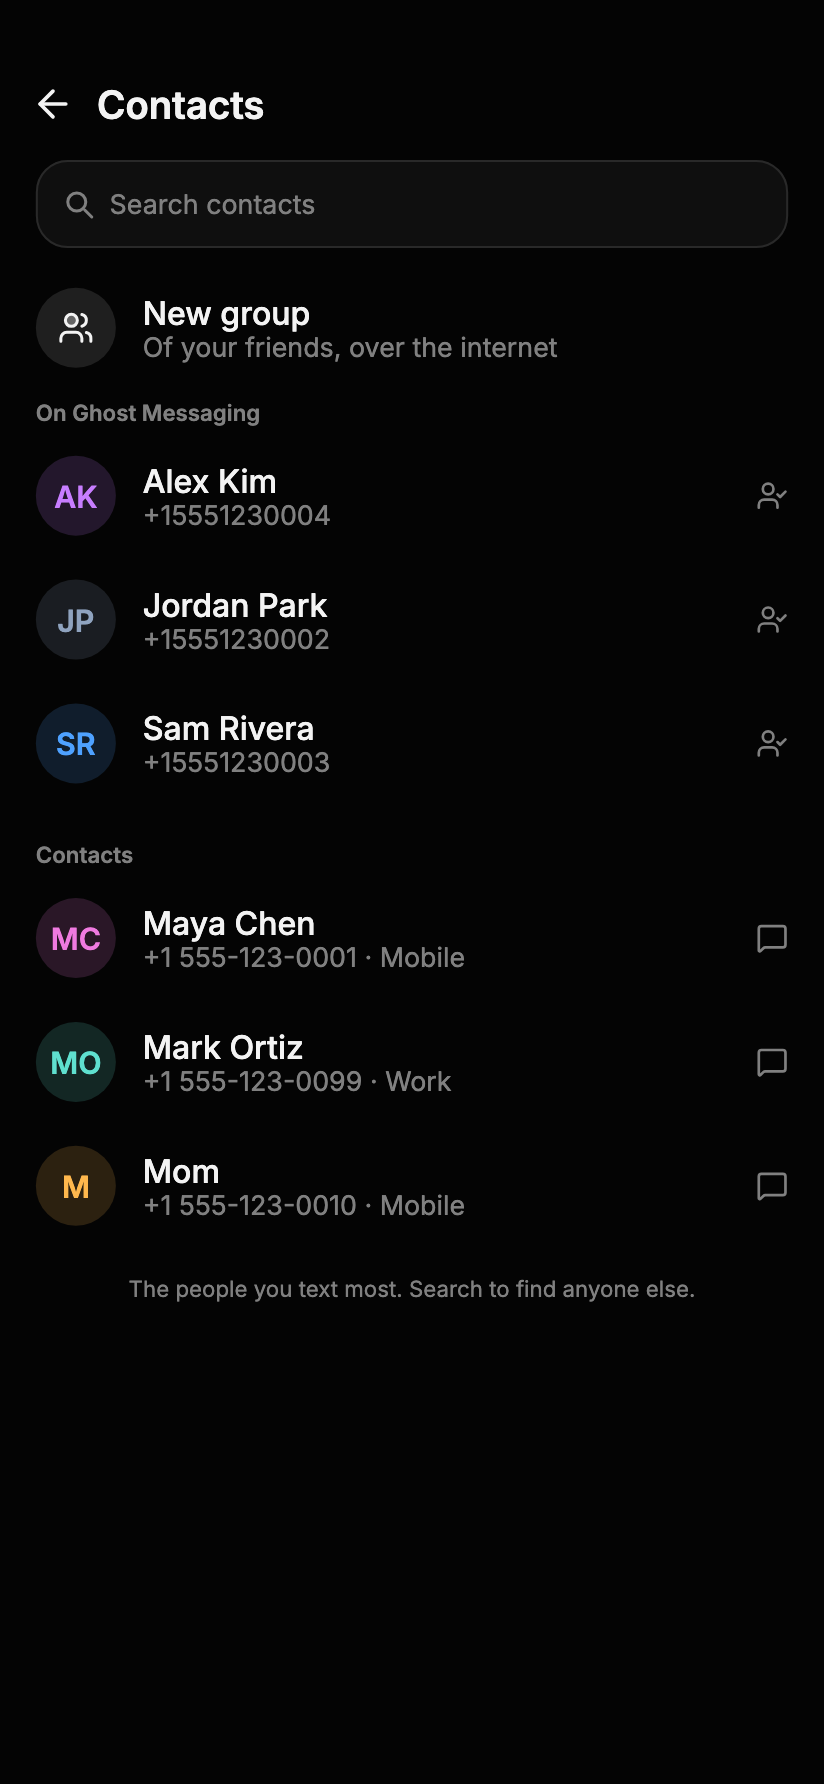 Contacts
Search contacts
New group
Of your friends, over the internet
On Ghost Messaging
AK
Alex Kim
+15551230004
JP
Jordan Park
+15551230002
SR
Sam Rivera
+15551230003
Contacts
MC
Maya Chen
+1 555-123-0001 · Mobile
MO
Mark Ortiz
+1 555-123-0099 · Work
M
Mom
+1 555-123-0010 · Mobile
The people you text most. Search to find anyone else.